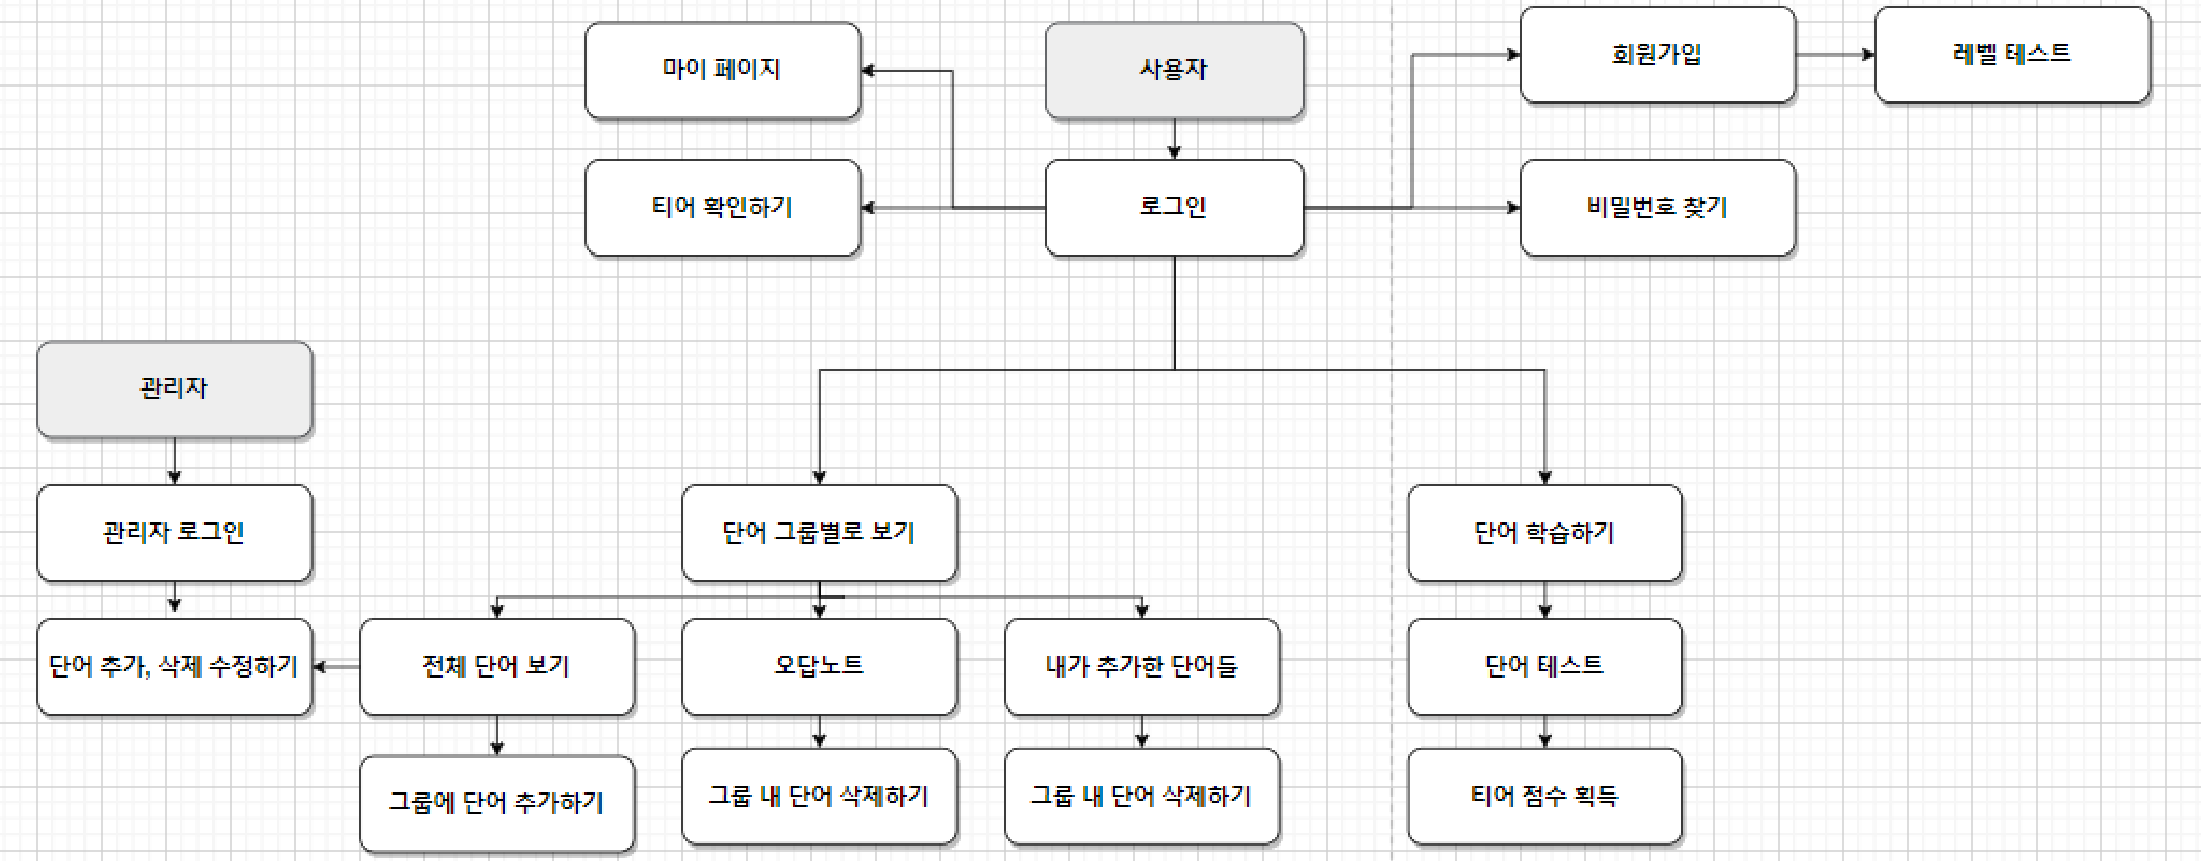 마이 페이지
사용자
회원가입
레벨 테스트
티어 확인하기
로그인
비밀번호 찾기
관리자
관리자 로그인
단어 그룹별로 보기
단어 학습하기
단어 추가, 삭제 수정하기
전체 단어 보기
오답노트
내가 추가한 단어들
단어 테스트
그룹에 단어 추가하기
그룹 내 단어 삭제하기
그룹 내 단어 삭제하기
티어 점수 획득